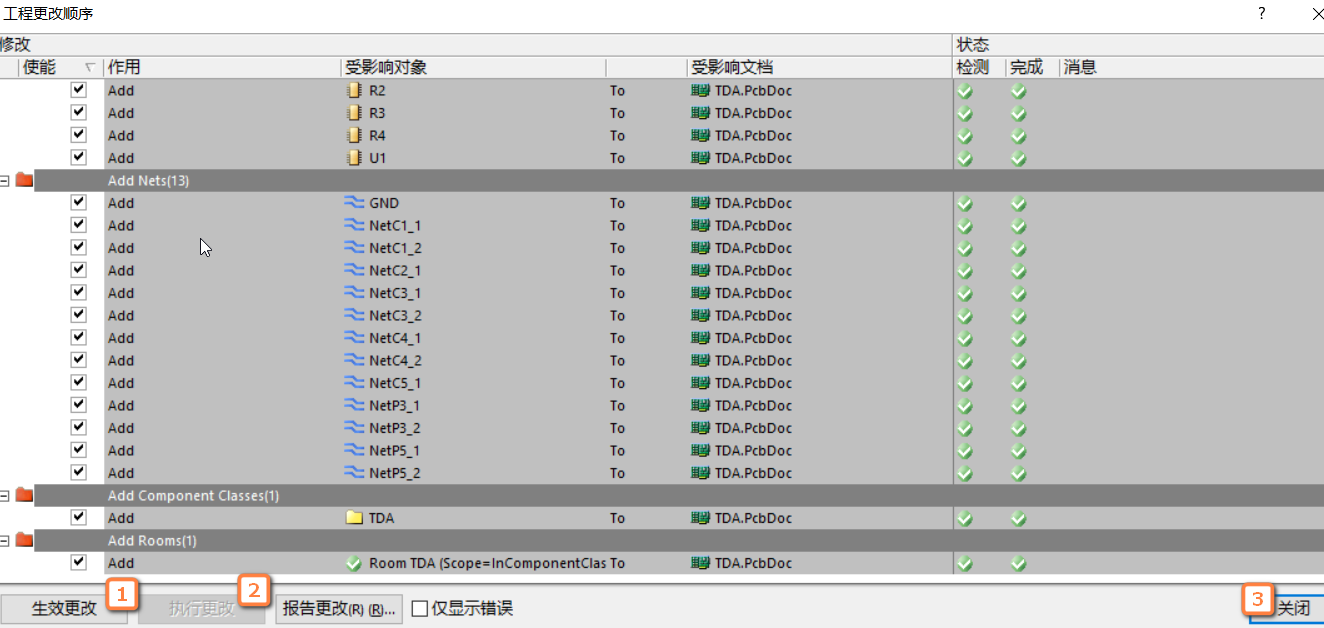 工程更改顺序 ?
修改 状态
使能 作用 受影响对象 受影响文档 检测 完成 消息
Add R2 To TDA.PcbDoc
Add R3 To TDA.PcbDoc
Add R4 To TDA.PcbDoc
Add U1 To TDA.PcbDoc
Add Nets(13)
Add GND To TDA.PcbDoc
Add NetC1_1 To TDA.PcbDoc
Add NetC1_2 To TDA.PcbDoc
Add NetC2_1 To TDA.PcbDoc
Add NetC3_1 To TDA.PcbDoc
Add NetC3_2 To TDA.PcbDoc
Add NetC4_1 To TDA.PcbDoc
Add NetC4_2 To TDA.PcbDoc
Add NetC5_1 To TDA.PcbDoc
Add NetP3_1 To TDA.PcbDoc
Add NetP3_2 To TDA.PcbDoc
Add NetP5_1 To TDA.PcbDoc
Add NetP5_2 To TDA.PcbDoc
Add Component Classes(1)
Add TDA To TDA.PcbDoc
Add Rooms(1)
Add Room TDA (Scope=InComponentClas To TDA.PcbDoc
生效更改 1 执行更改 2 报告更改(R) (R)... 仅显示错误 3 关闭